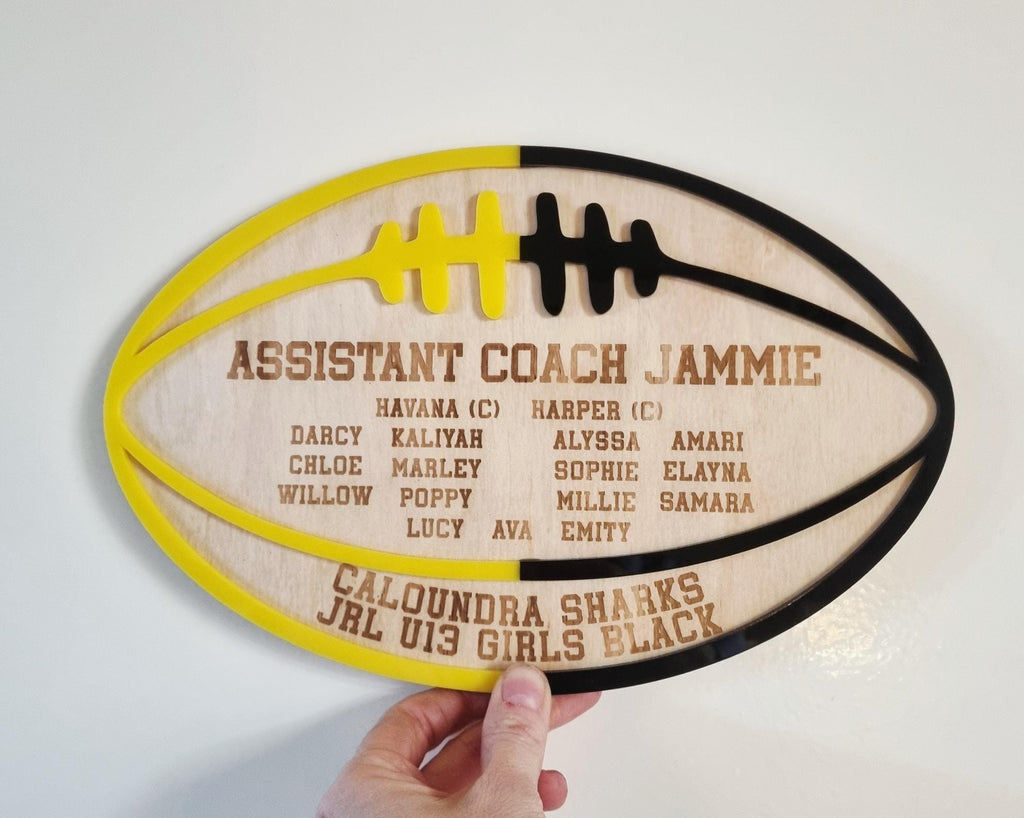 ASSISTANT COACH JAMMIE
HAVANA (C) HARPER (C)
DARCY KALIYAH ALYSSA AMARI
CHLOE MARLEY SOPHIE ELAYNA
WILLOW POPPY MILLIE SAMARA
LUCY AVA EMITY
CALOUNDRA SHARKS
JRL U13 GIRLS BLACK